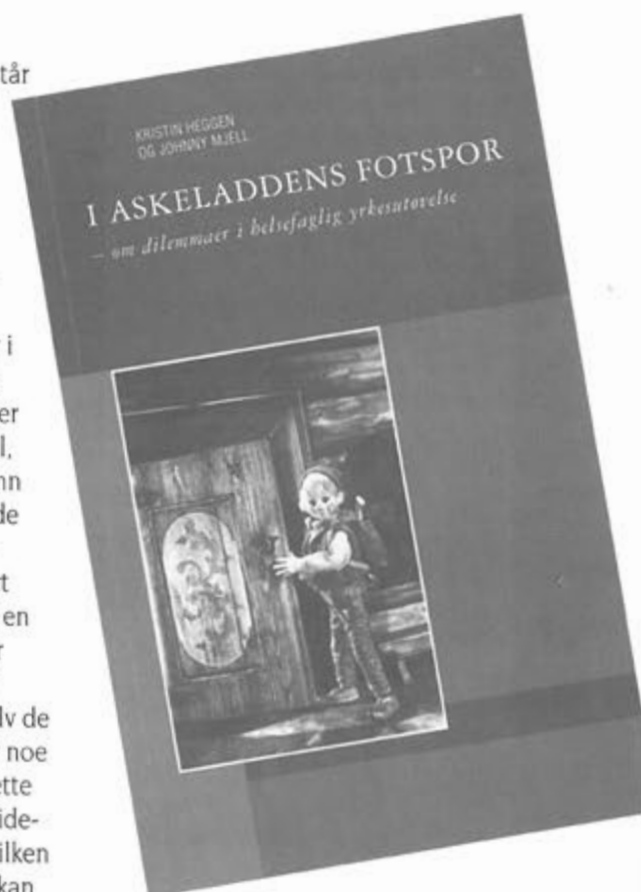 tår
i
er
l,
nn
de
t
en
r
lv de
noe
ette
ide-
ilken
kan
KRISTIN HEGGEN
OG JOHNNY MJELL
I ASKELADDENS FOTSPOR
– om dilemmaer i helsefaglig yrkesutøvelse